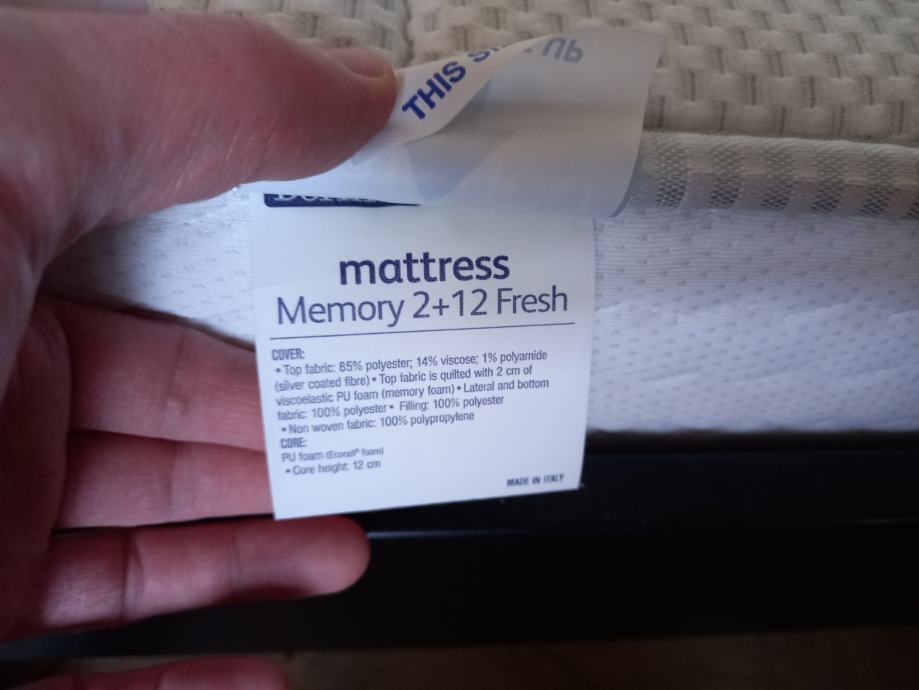 THIS SIDE UP
mattress
Memory 2+12 Fresh
COVER:
• Top fabric: 85% polyester; 14% viscose; 1% polyamide
(silver coated fibre) • Top fabric is quilted with 2 cm of
viscoelastic PU foam (memory foam) • Lateral and bottom
fabric: 100% polyester • Filling: 100% polyester
• Non woven fabric: 100% polypropylene
CORE:
PU foam (Ecocell® foam)
• Core height: 12 cm
MADE IN ITALY